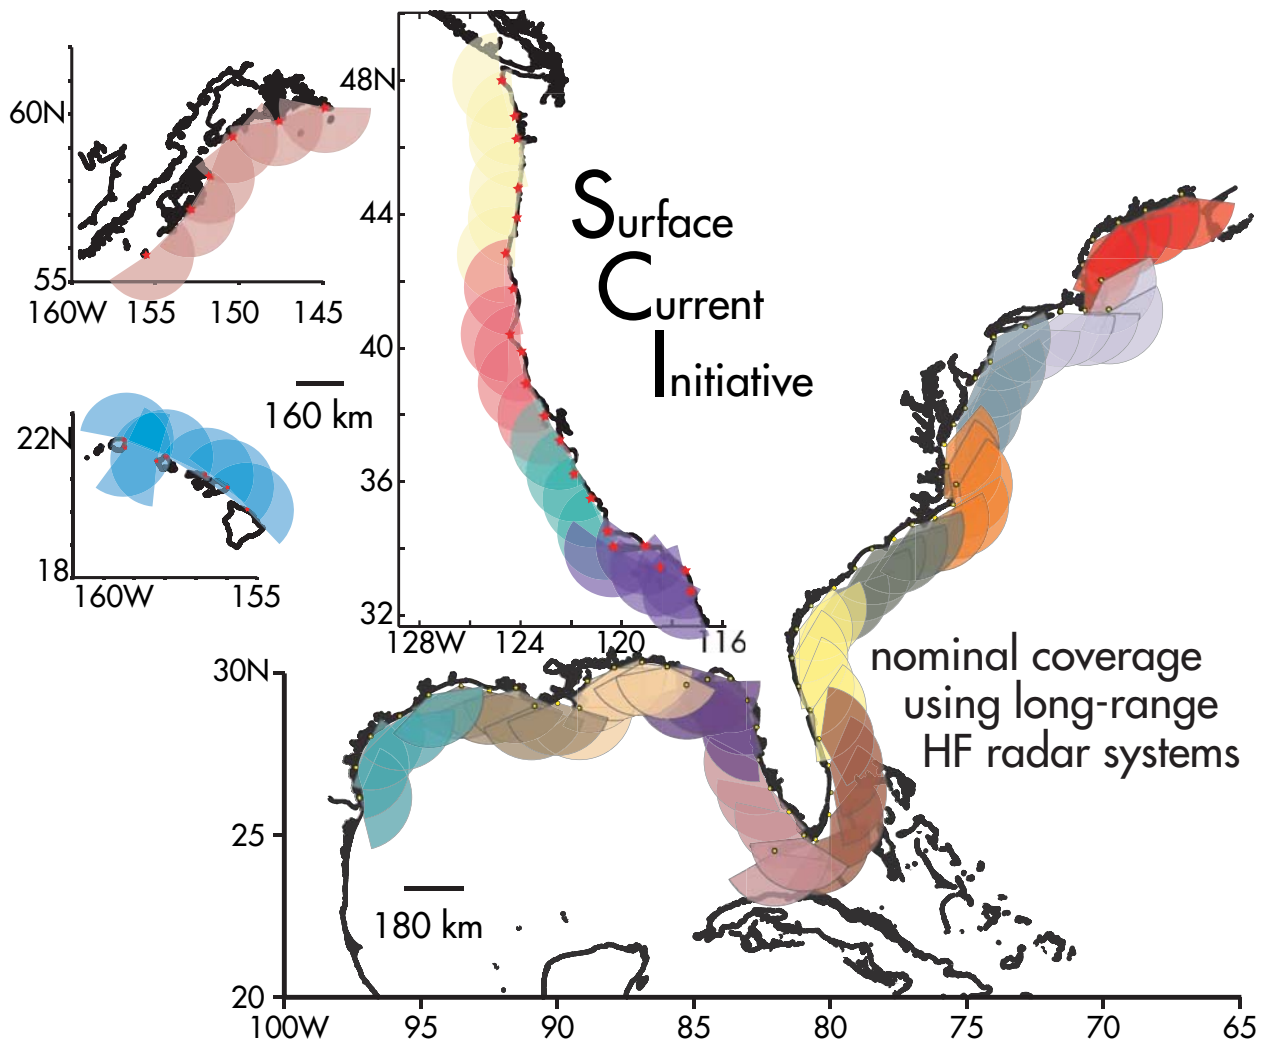 60N
55
160W 155 150 145
160 km
22N
18
160W 155
48N
44
40
36
32
128W 124 120 116
Surface
Current
Initiative
nominal coverage
using long-range
HF radar systems
30N
25
20
180 km
100W 95 90 85 80 75 70 65